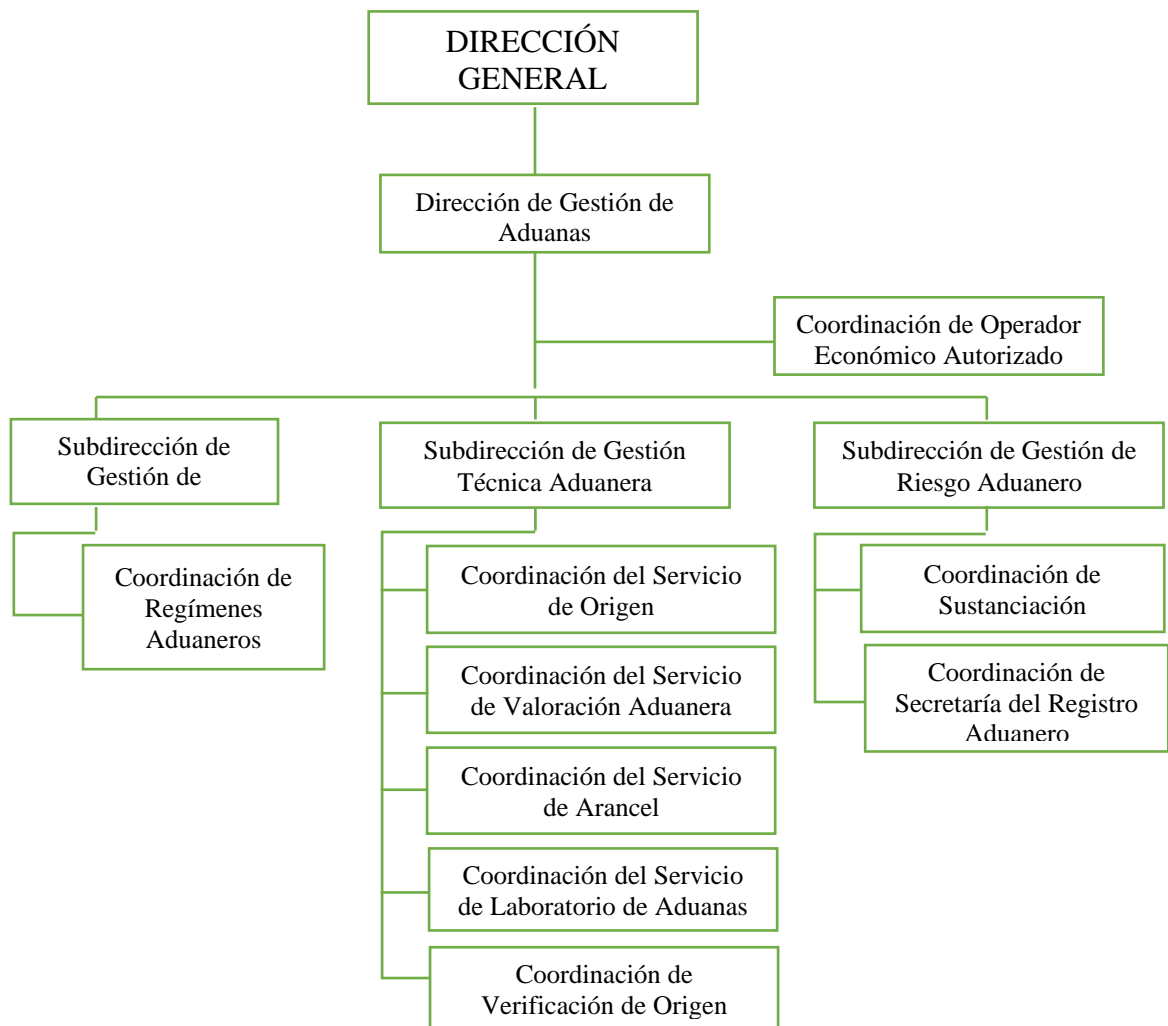 DIRECCIÓN
GENERAL
Dirección de Gestión de
Aduanas
Coordinación de Operador
Económico Autorizado
Subdirección de
Gestión de
Subdirección de Gestión
Técnica Aduanera
Subdirección de Gestión de
Riesgo Aduanero
Coordinación de
Regímenes
Aduaneros
Coordinación del Servicio
de Origen
Coordinación del Servicio
de Valoración Aduanera
Coordinación del Servicio
de Arancel
Coordinación del Servicio
de Laboratorio de Aduanas
Coordinación de
Verificación de Origen
Coordinación de
Sustanciación
Coordinación de
Secretaría del Registro
Aduanero